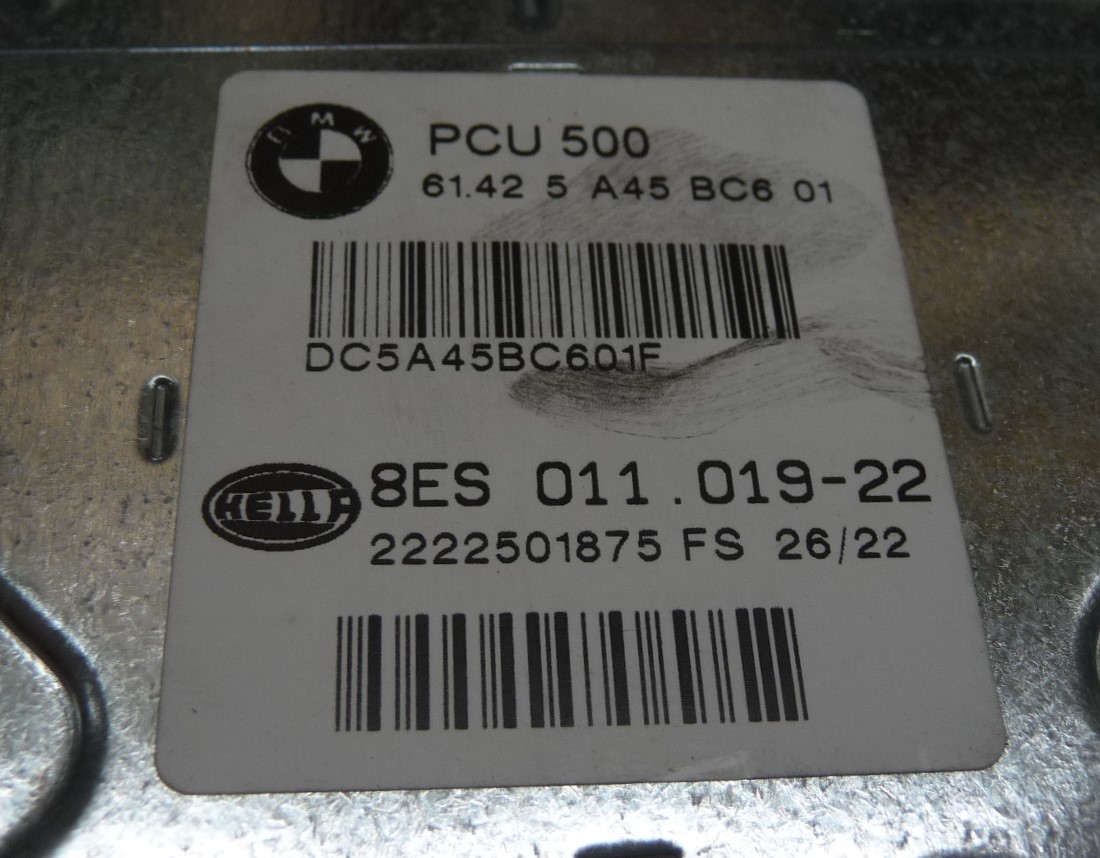 BMW
PCU 500
61.42 5 A45 BC6 01
DC5A45BC601F
HELLA
8ES 011.019-22
2222501875 FS 26/22